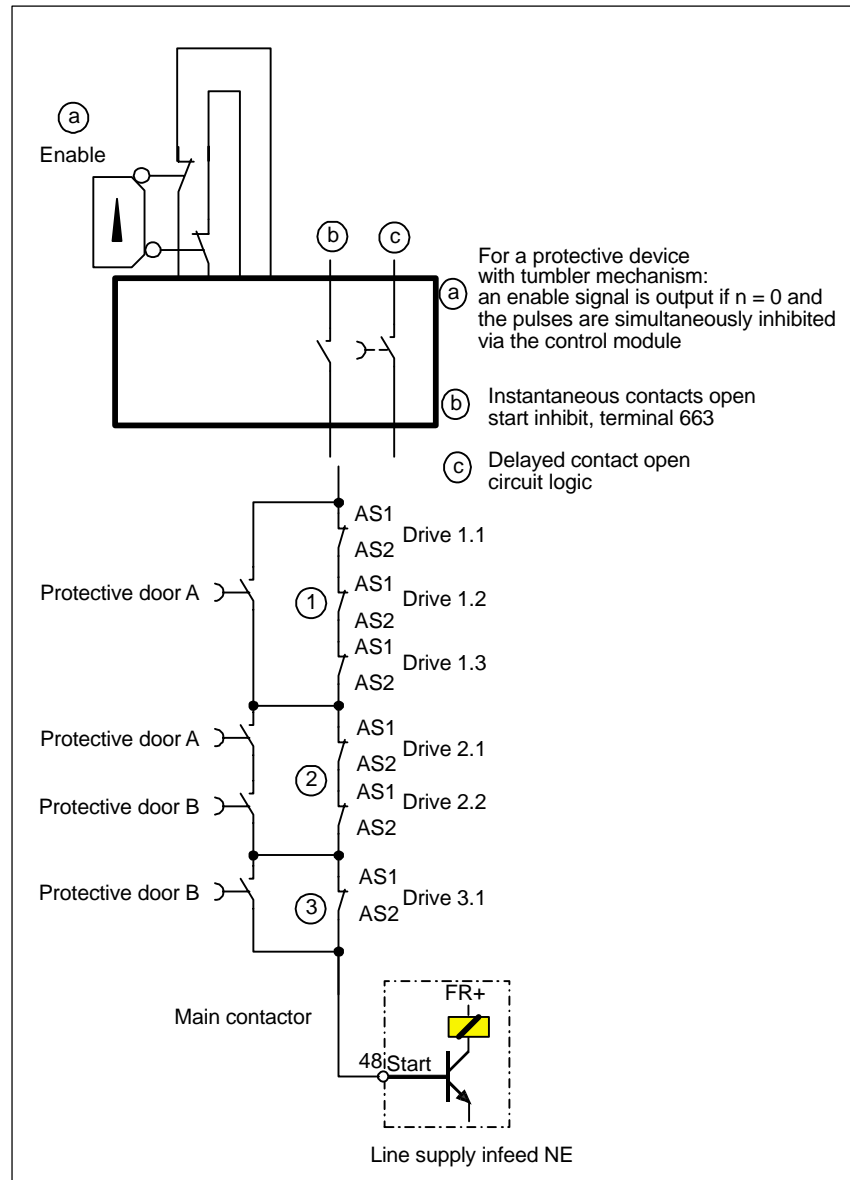 a
Enable
b
c
a
For a protective device
with tumbler mechanism:
an enable signal is output if n = 0 and
the pulses are simultaneously inhibited
via the control module
b
Instantaneous contacts open
start inhibit, terminal 663
c
Delayed contact open
circuit logic
AS1
AS2
Drive 1.1
Protective door A
1
AS1
AS2
Drive 1.2
AS1
AS2
Drive 1.3
Protective door A
2
AS1
AS2
Drive 2.1
Protective door B
AS1
AS2
Drive 2.2
Protective door B
3
AS1
AS2
Drive 3.1
Main contactor
FR+
48 Start
Line supply infeed NE